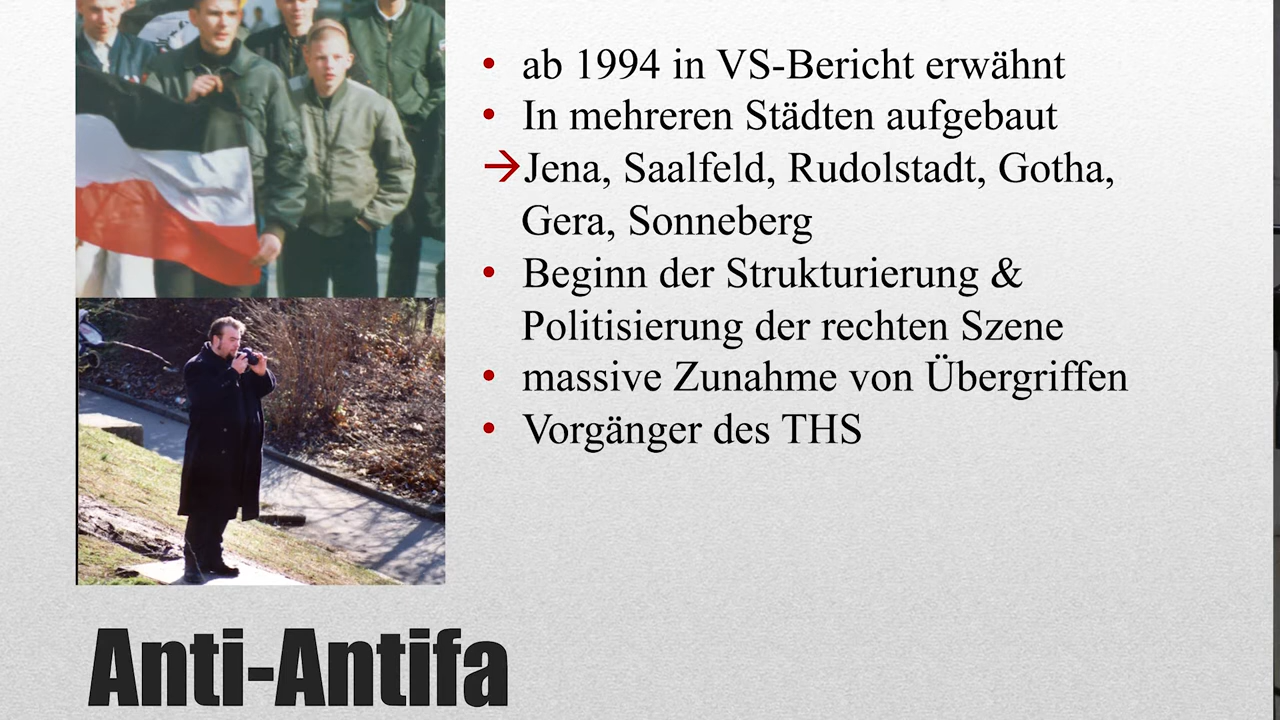 • ab 1994 in VS-Bericht erwähnt
• In mehreren Städten aufgebaut
→Jena, Saalfeld, Rudolstadt, Gotha,
Gera, Sonneberg
• Beginn der Strukturierung &
Politisierung der rechten Szene
• massive Zunahme von Übergriffen
• Vorgänger des THS
Anti-Antifa